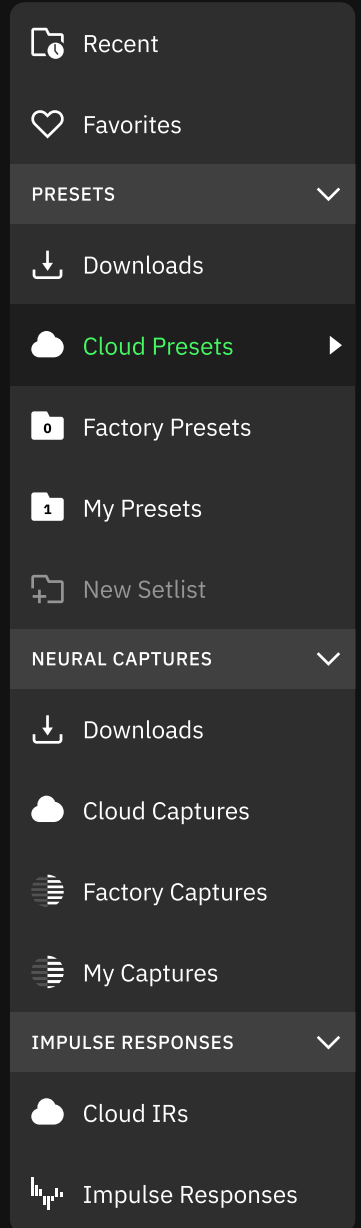 Recent
Favorites
PRESETS
Downloads
Cloud Presets
0 Factory Presets
1 My Presets
New Setlist
NEURAL CAPTURES
Downloads
Cloud Captures
Factory Captures
My Captures
IMPULSE RESPONSES
Cloud IRs
Impulse Responses